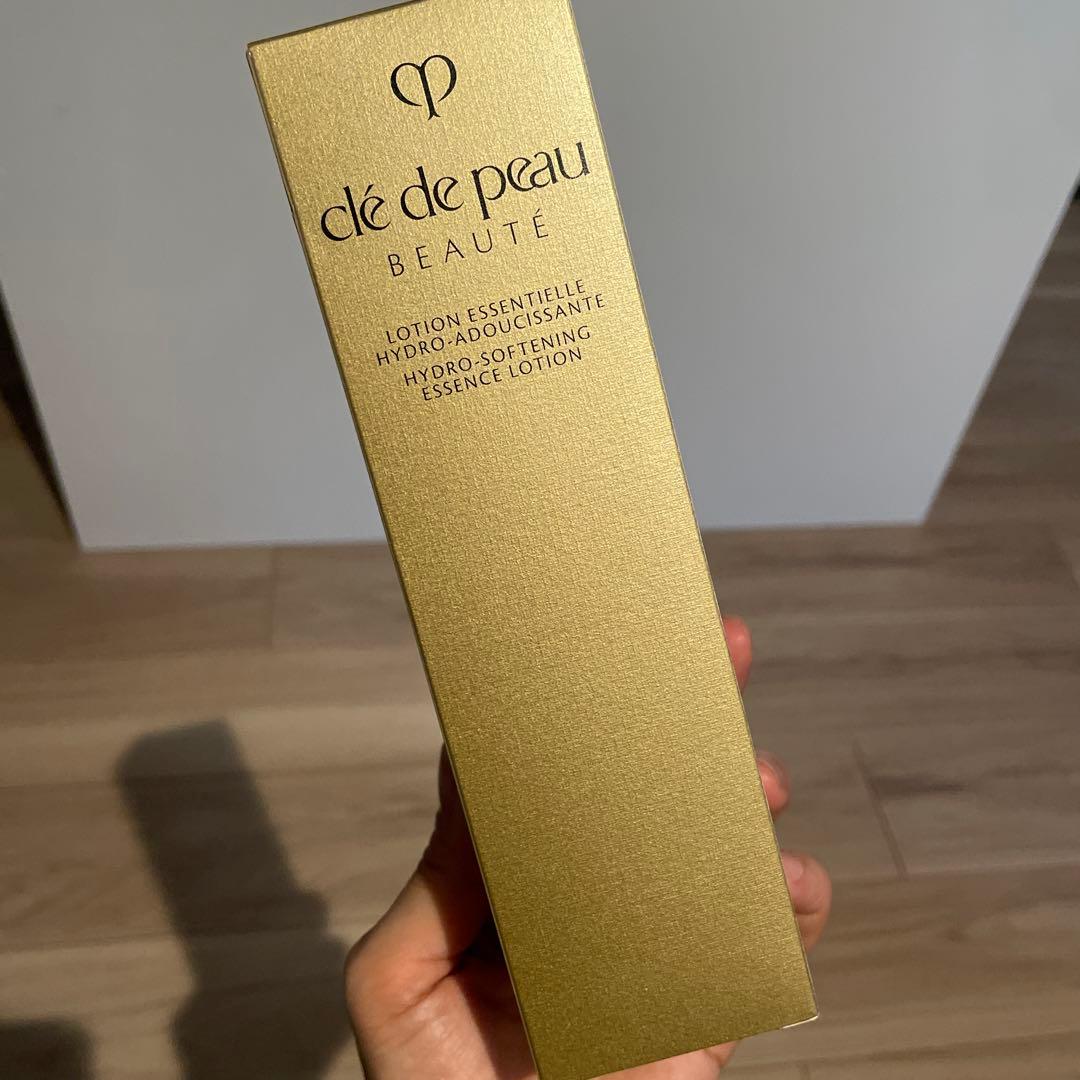 clé de peau
BEAUTÉ
LOTION ESSENTIELLE
HYDRO-ADOUCISSANTE
HYDRO-SOFTENING
ESSENCE LOTION